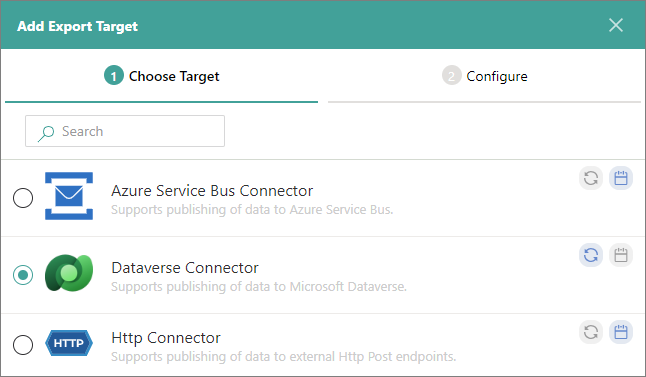 Add Export Target
1 Choose Target
2 Configure
Search
Azure Service Bus Connector
Supports publishing of data to Azure Service Bus.
Dataverse Connector
Supports publishing of data to Microsoft Dataverse.
HTTP
Http Connector
Supports publishing of data to external Http Post endpoints.